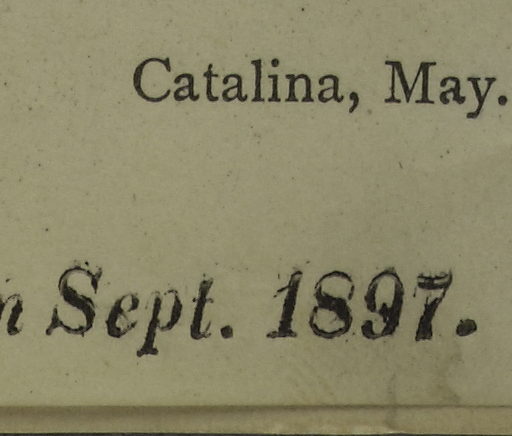 Catalina, May.
n Sept. 1897.